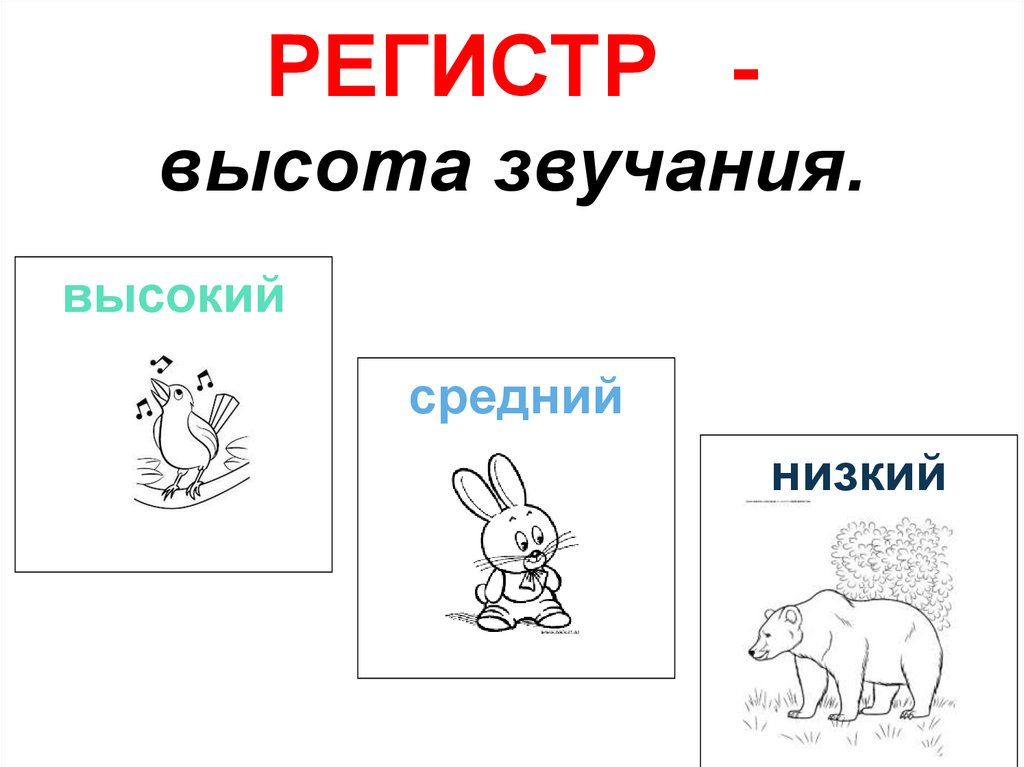 РЕГИСТР -
высота звучания.
высокий
средний
низкий